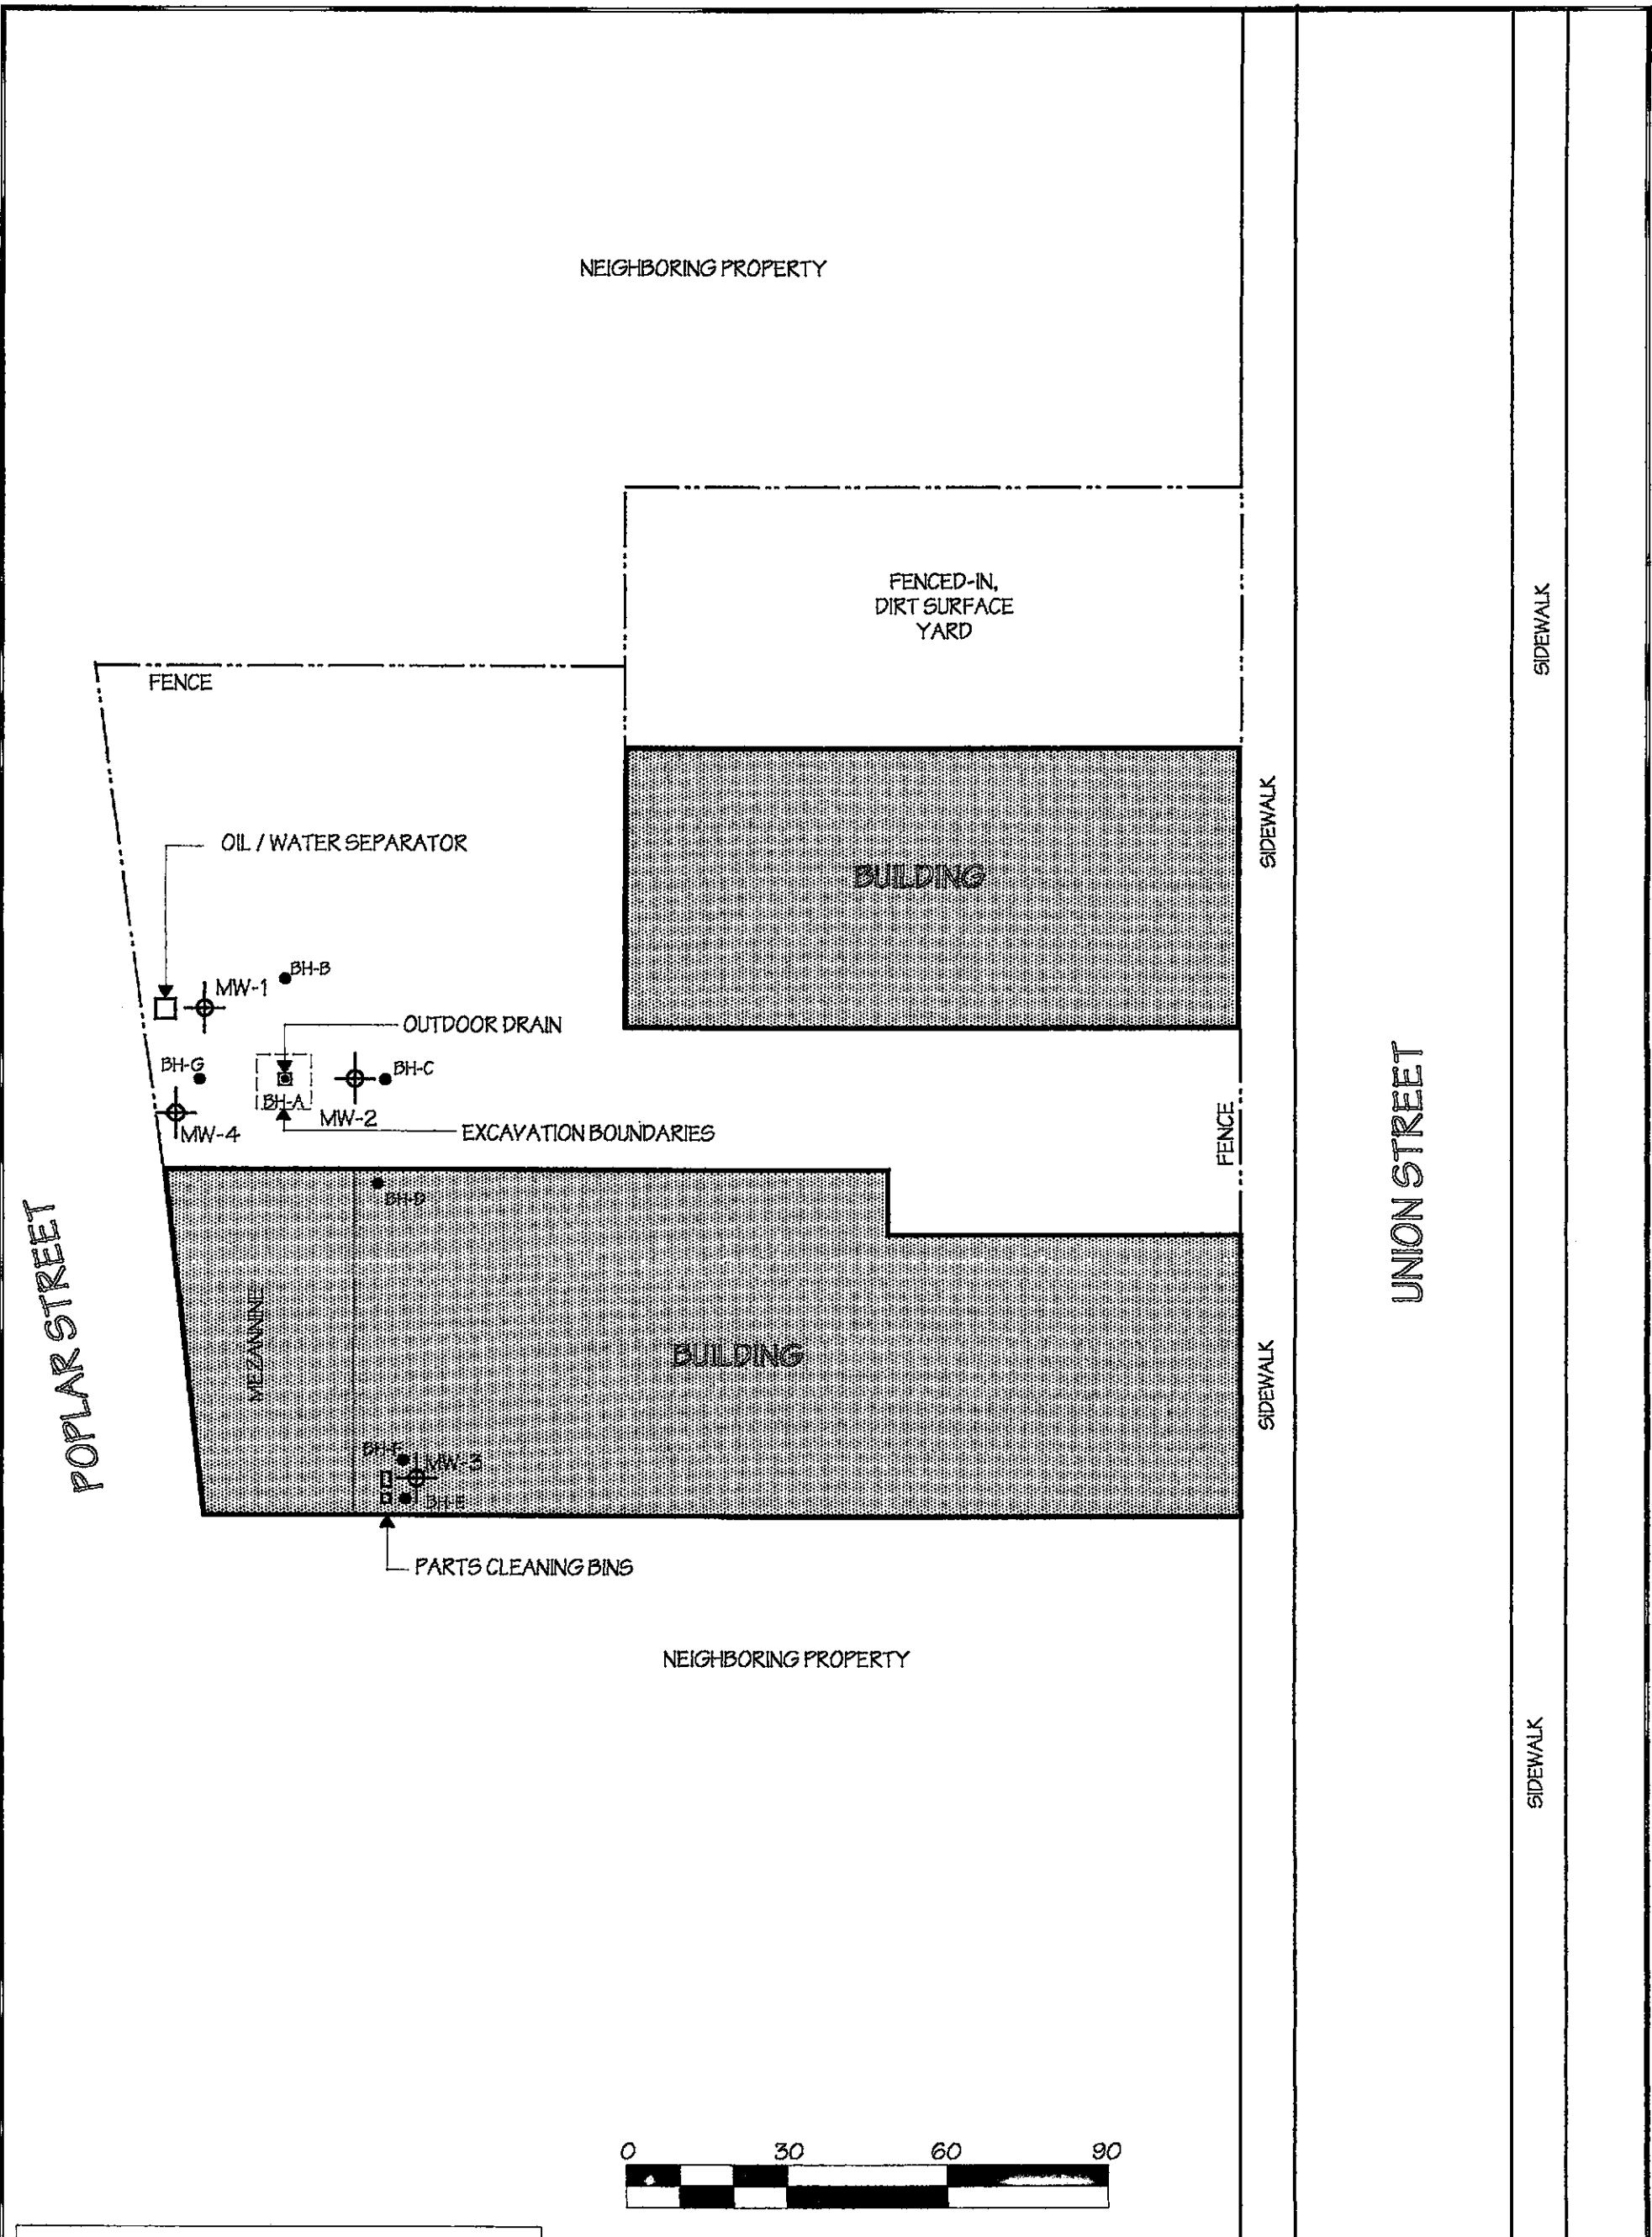 NEIGHBORING PROPERTY
FENCED-IN,
DIRT SURFACE
YARD
SIDEWALK
FENCE
SIDEWALK
OIL / WATER SEPARATOR
BUILDING
BH-B
MW-1
OUTDOOR DRAIN
BH-G
BH-C
BH-A
MW-2
MW-4
EXCAVATION BOUNDARIES
FENCE
UNION STREET
BH-D
POPLAR STREET
MEZANNINE
BUILDING
SIDEWALK
BH-F
MW-3
BH-E
PARTS CLEANING BINS
NEIGHBORING PROPERTY
SIDEWALK
0 30 60 90